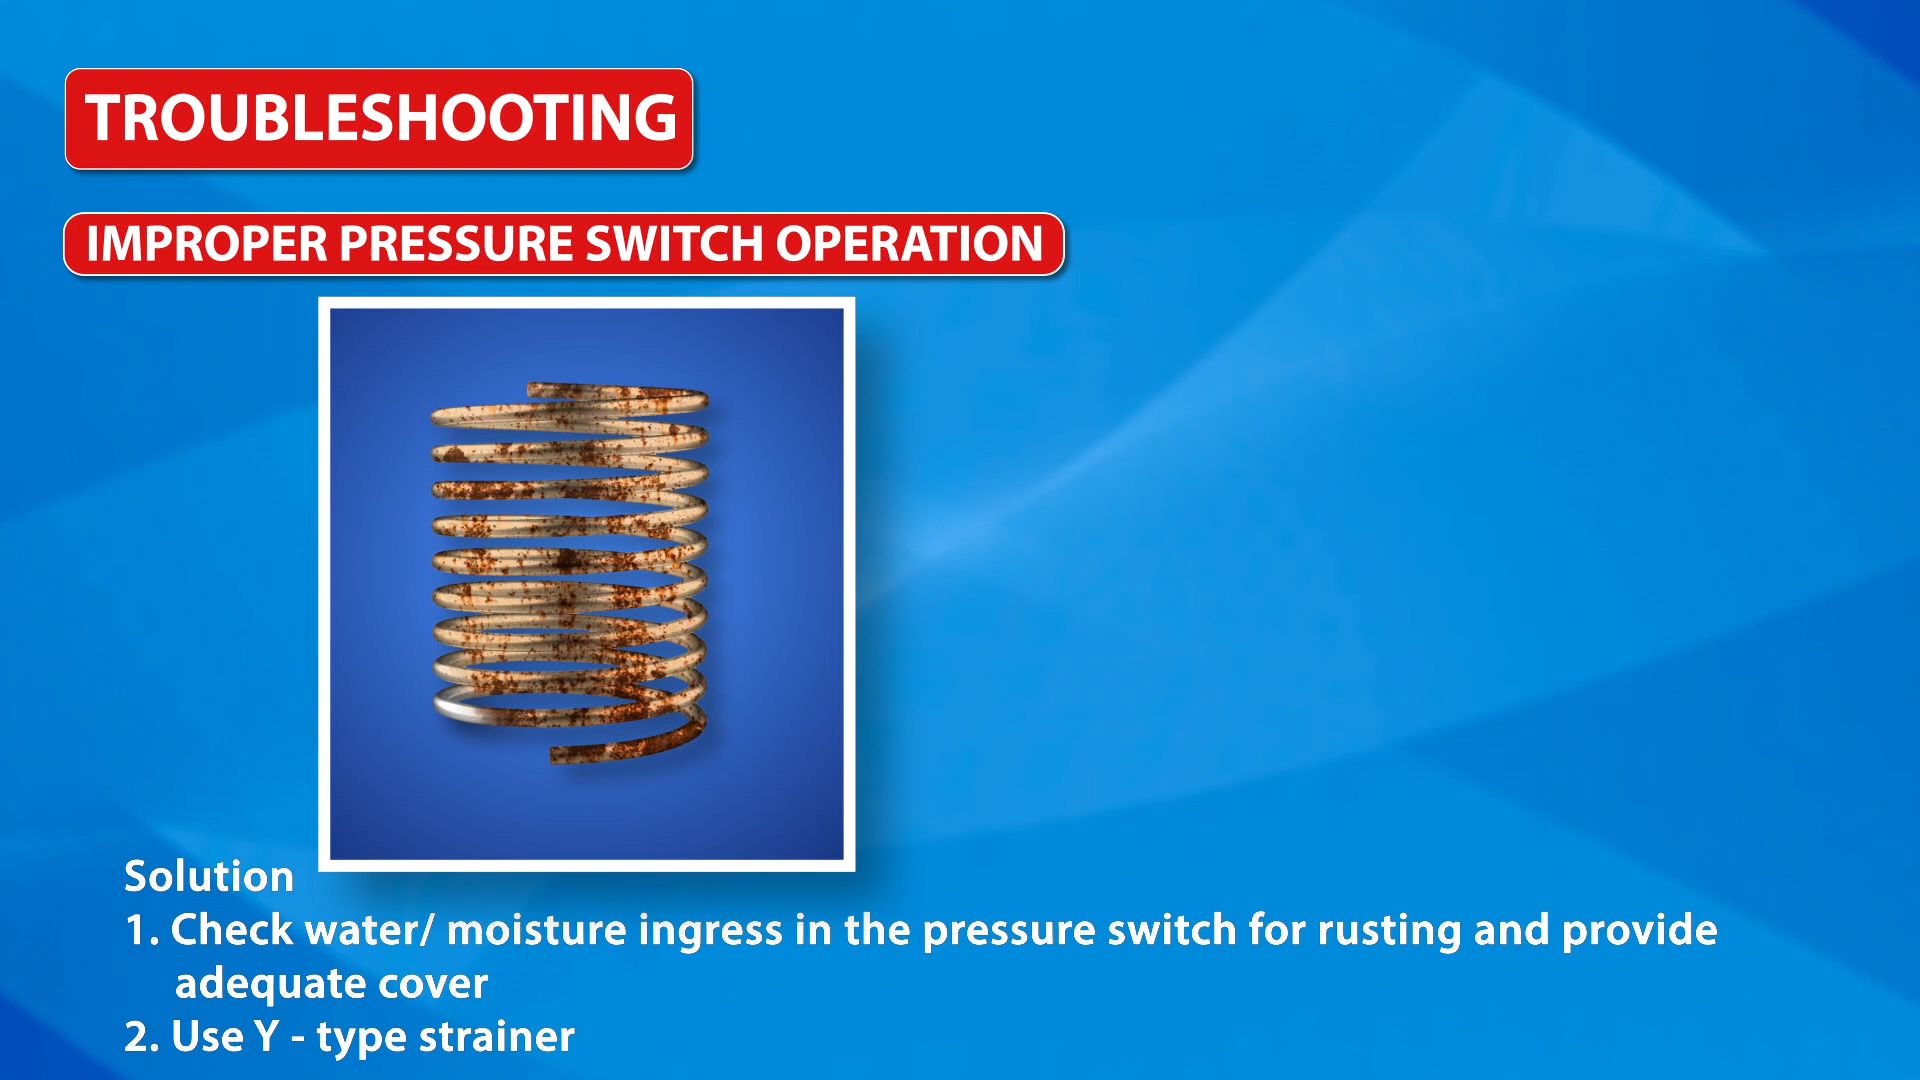 TROUBLESHOOTING
IMPROPER PRESSURE SWITCH OPERATION
Solution
1. Check water/ moisture ingress in the pressure switch for rusting and provide
adequate cover
2. Use Y - type strainer